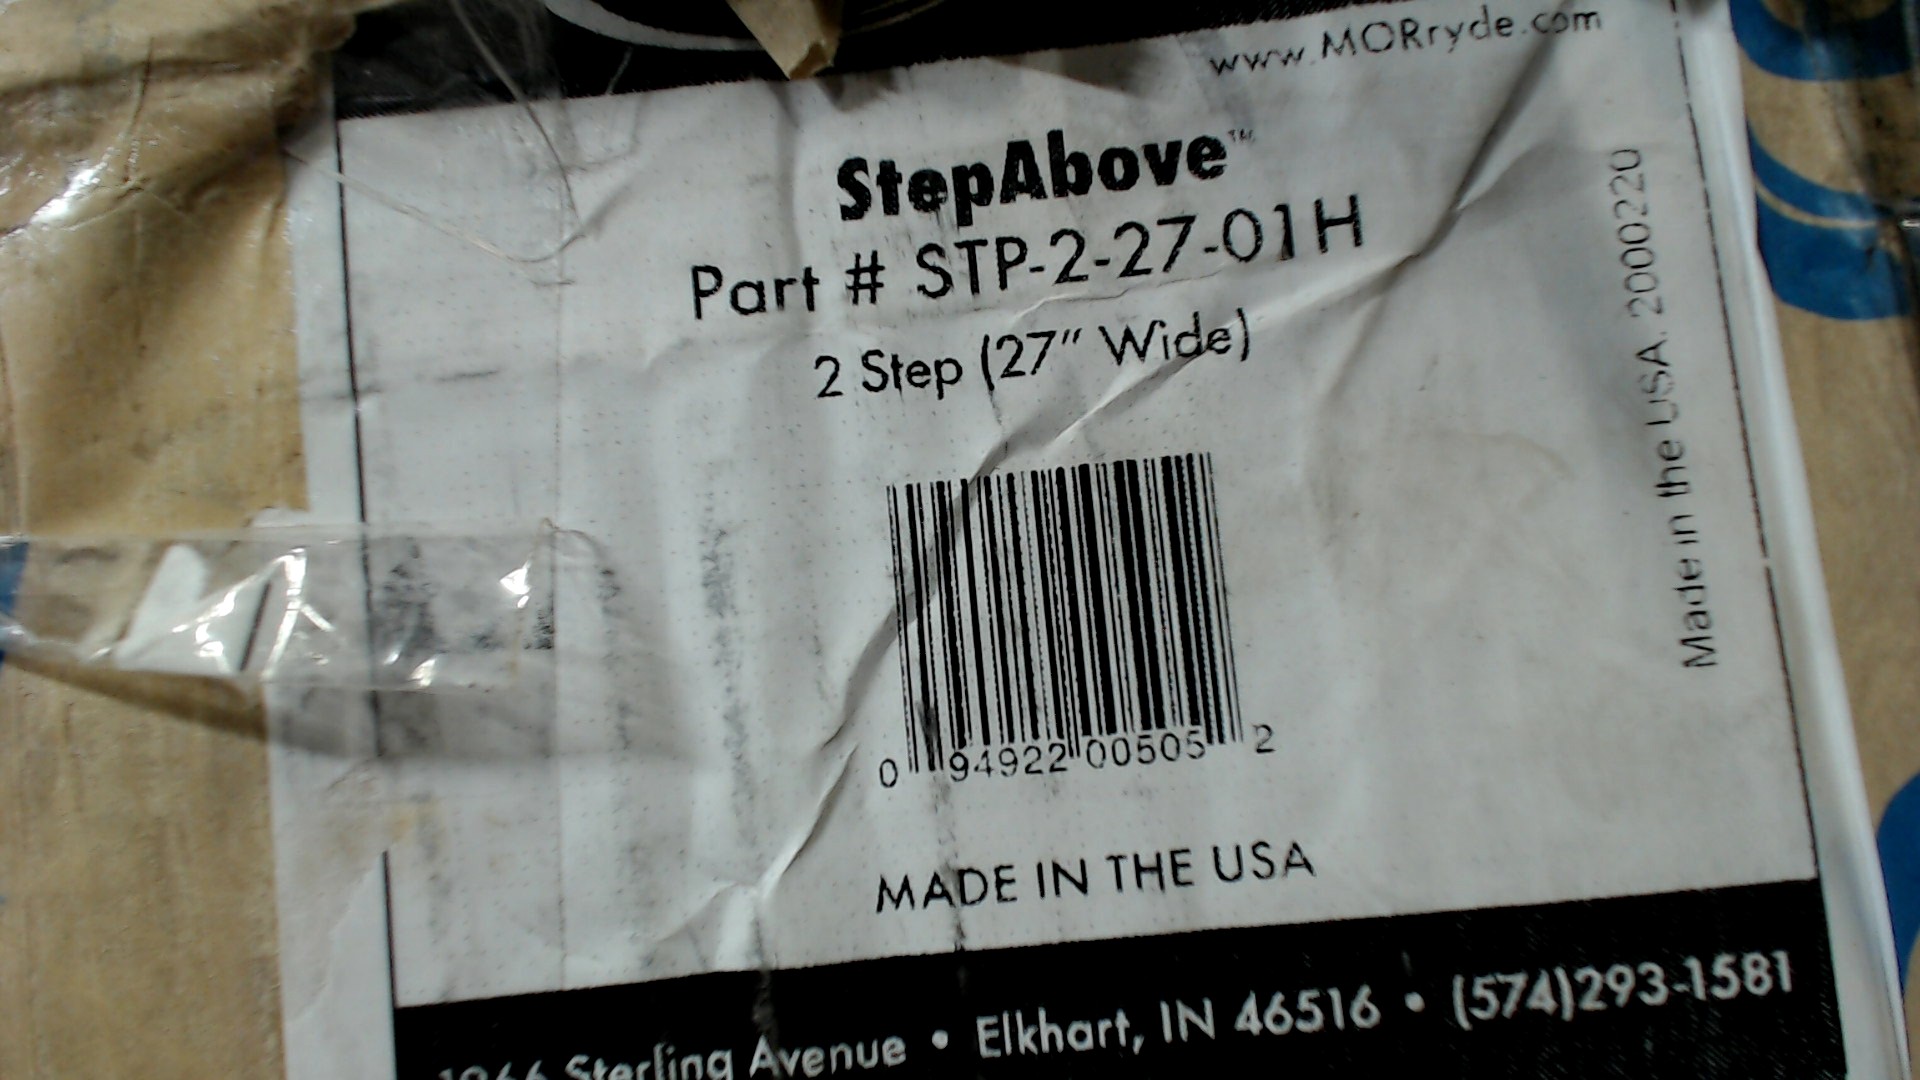 www.MORryde.com
StepAbove™
Part # STP-2-27-01H
2 Step (27" Wide)
0 94922 00505 2
MADE IN THE USA
Made in the USA. 2000220
1966 Sterling Avenue • Elkhart, IN 46516 • (574)293-1581